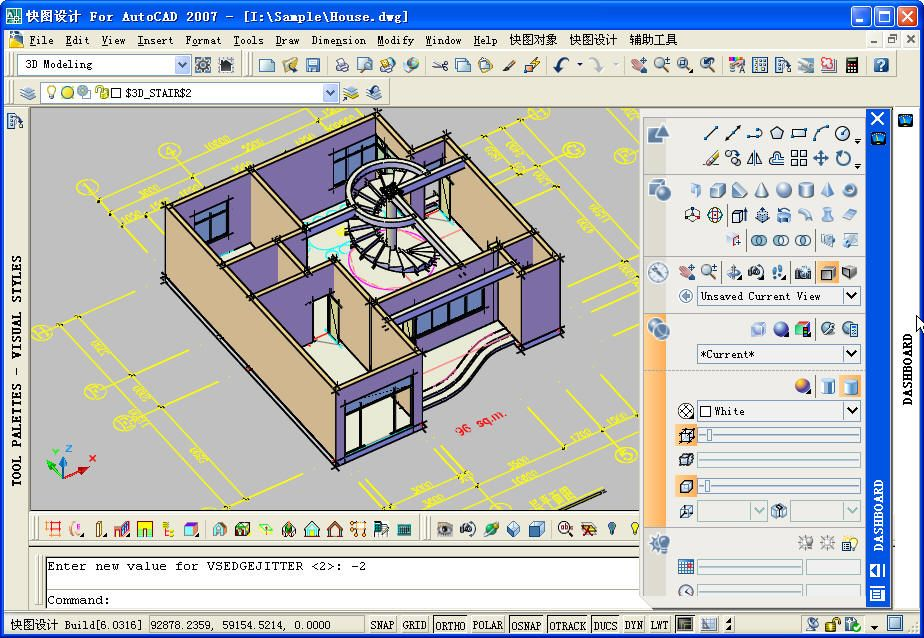 快图设计 For AutoCAD 2007 - [I:\Sample\House.dwg]
File Edit View Insert Format Tools Draw Dimension Modify Window Help 快图对象 快图设计 辅助工具
3D Modeling
$3D_STAIR$2
TOOL PALETTES - VISUAL STYLES
96 sq.m.
Z
Y
X
Unsaved Current View
*Current*
White
DASHBOARD
DASHBOARD
Enter new value for VSEDGEJITTER <2>: -2
Command:
快图设计 Build[6.0316] 92878.2359, 59154.5214, 0.0000 SNAP GRID ORTHO POLAR OSNAP OTRACK DUCS DYN LWT